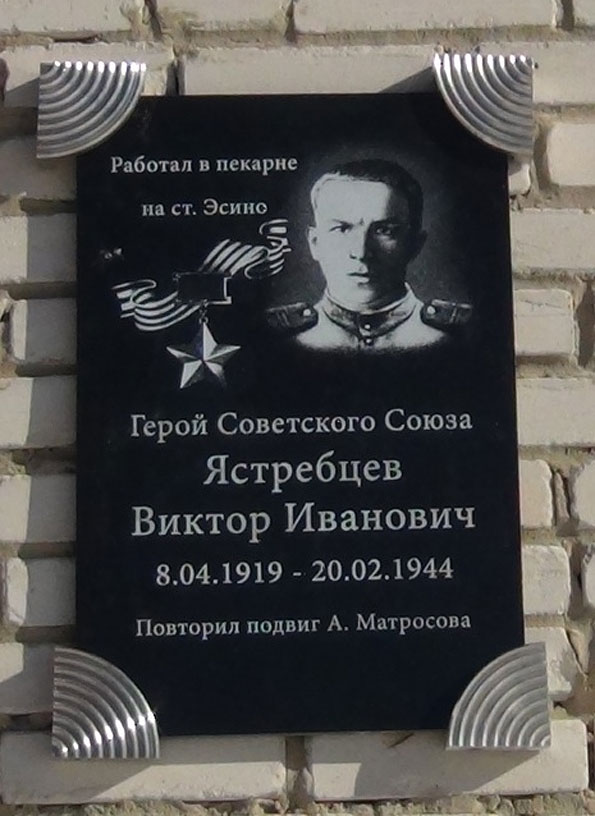 Работал в пекарне
на ст. Эсино
Герой Советского Союза
Ястребцев
Виктор Иванович
8.04.1919 - 20.02.1944
Повторил подвиг А. Матросова